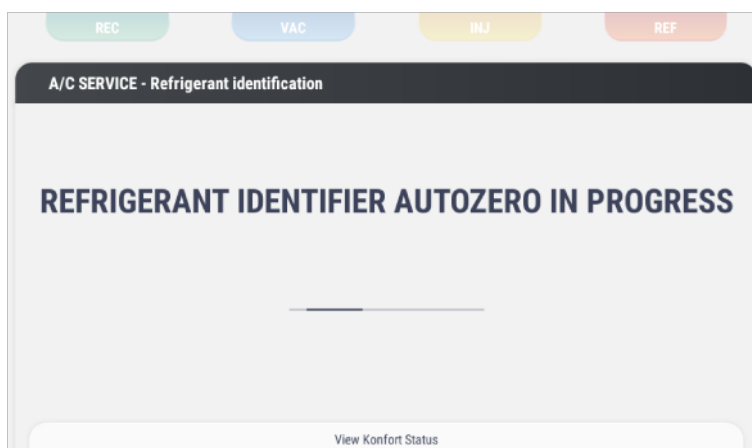 REC VAC INJ REF
A/C SERVICE - Refrigerant identification
REFRIGERANT IDENTIFIER AUTOZERO IN PROGRESS
View Konfort Status